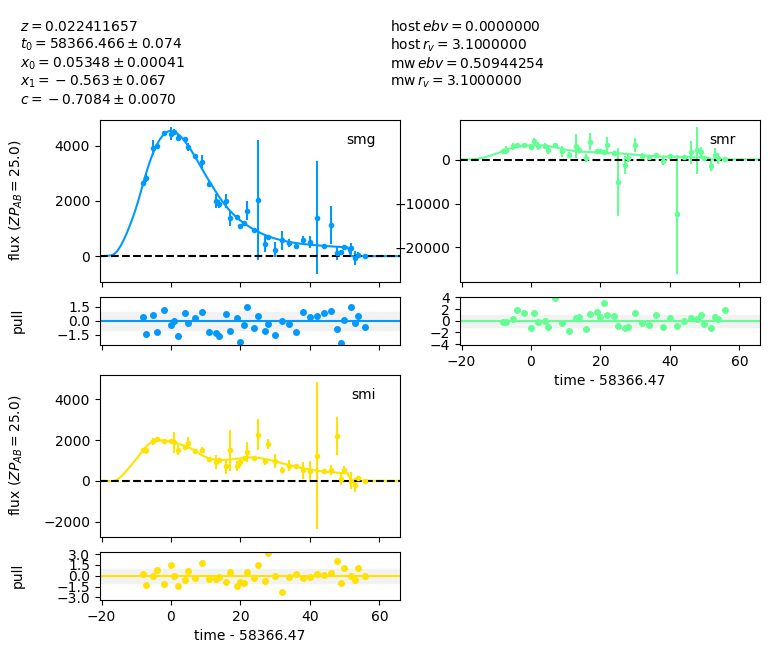 z = 0.022411657
t₀ = 58366.466 ± 0.074
x₀ = 0.05348 ± 0.00041
x₁ = −0.563 ± 0.067
c = −0.7084 ± 0.0070
host ebv = 0.0000000
host r_v = 3.1000000
mw ebv = 0.50944254
mw r_v = 3.1000000
flux (ZP_AB = 25.0)
4000
2000
0
smg
0
−10000
−20000
smr
pull
1.5
0.0
−1.5
4
2
0
−2
−4
−20
0
20
40
60
time - 58366.47
flux (ZP_AB = 25.0)
4000
2000
0
−2000
smi
pull
3.0
1.5
0.0
−1.5
−3.0
−20
0
20
40
60
time - 58366.47